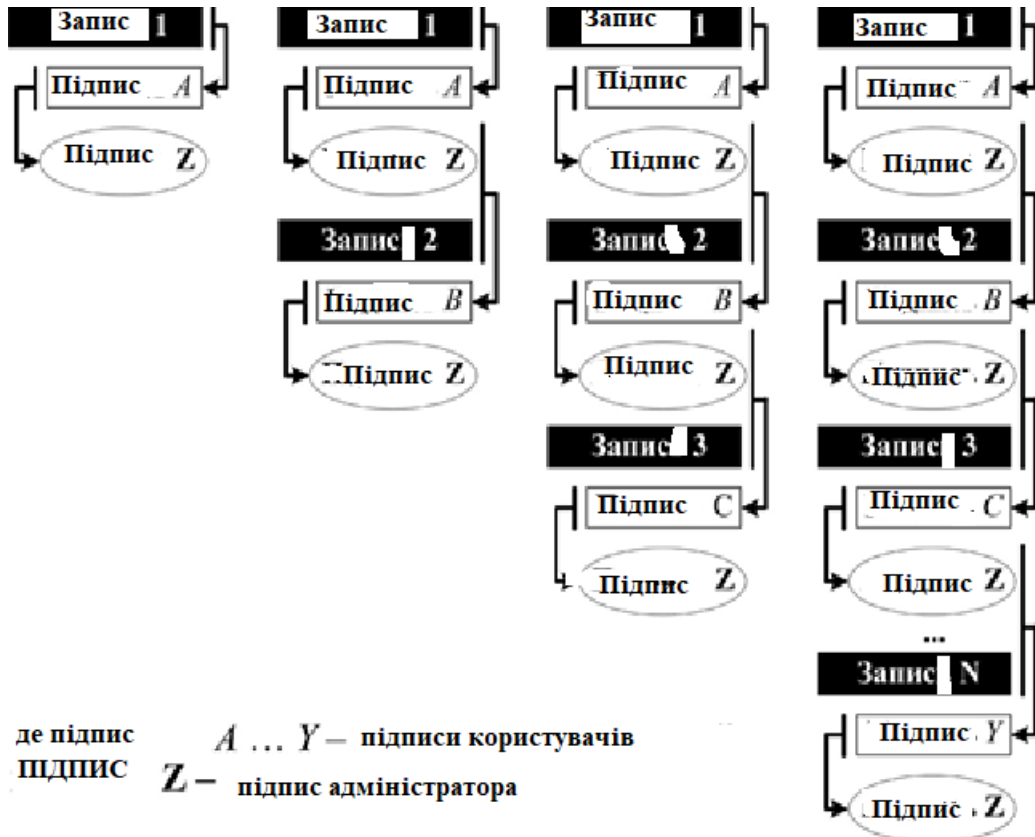 Запис 1
Підпис A
Підпис Z
Запис 1
Підпис A
Підпис Z
Запис 2
Підпис B
Підпис Z
Запис 1
Підпис A
Підпис Z
Запис 2
Підпис B
Підпис Z
Запис 3
Підпис C
Підпис Z
Запис 1
Підпис A
Підпис Z
Запис 2
Підпис B
Підпис Z
Запис 3
Підпис C
Підпис Z
...
Запис N
Підпис Y
Підпис Z
де підпис A ... Y – підписи користувачів
ПІДПИС Z – підпис адміністратора